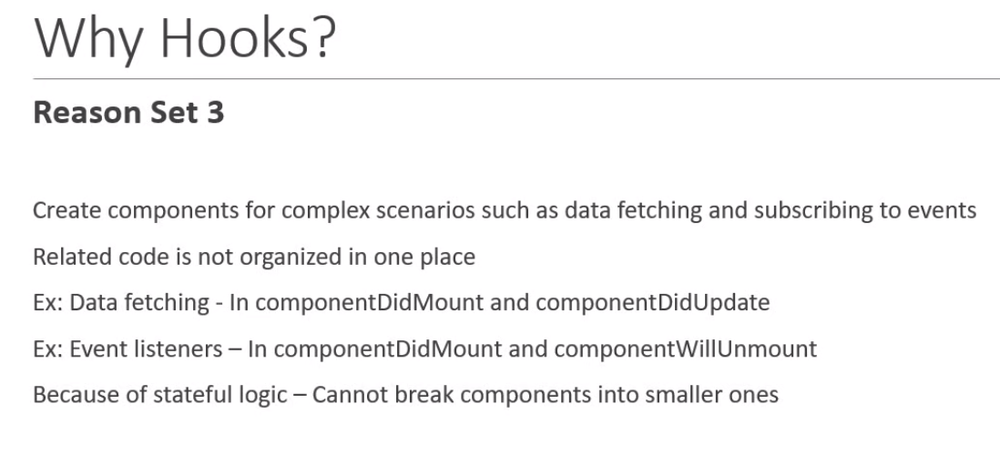 Why Hooks?
Reason Set 3
Create components for complex scenarios such as data fetching and subscribing to events
Related code is not organized in one place
Ex: Data fetching - In componentDidMount and componentDidUpdate
Ex: Event listeners – In componentDidMount and componentWillUnmount
Because of stateful logic – Cannot break components into smaller ones